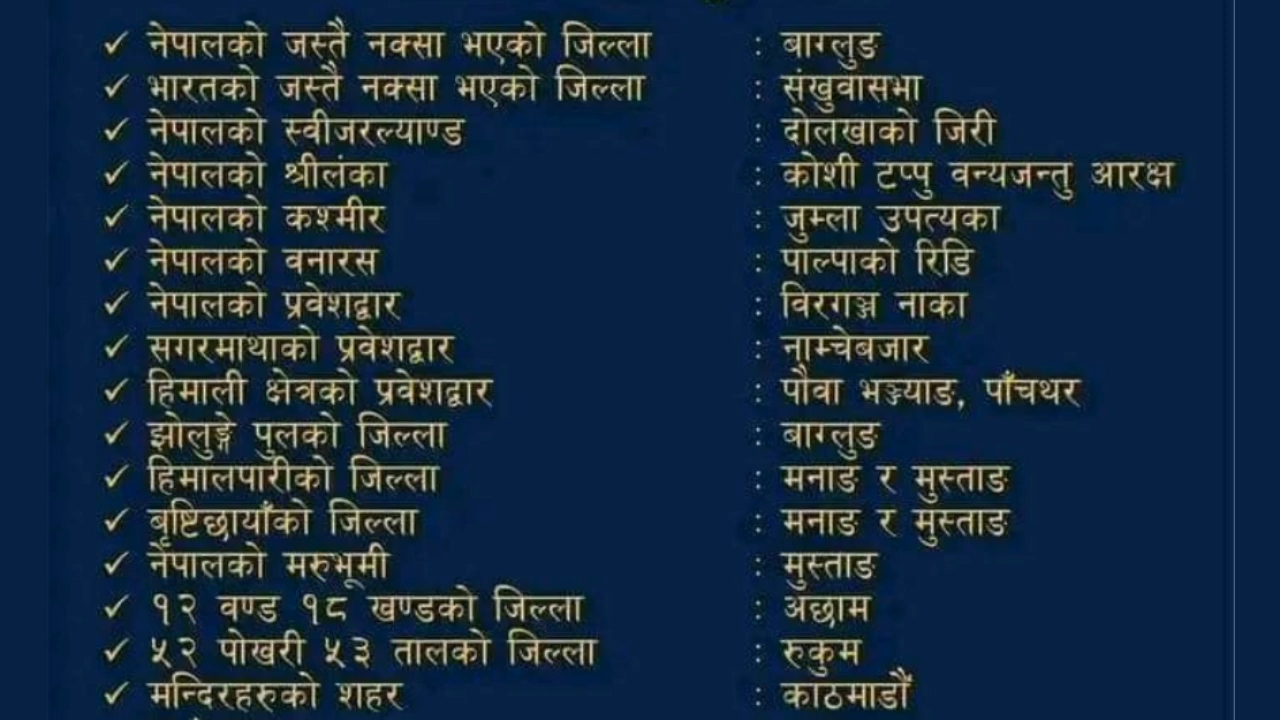 ✓ नेपालको जस्तै नक्सा भएको जिल्ला : बाग्लुङ
✓ भारतको जस्तै नक्सा भएको जिल्ला : संखुवासभा
✓ नेपालको स्वीजरल्याण्ड : दोलखाको जिरी
✓ नेपालको श्रीलंका : कोशी टप्पु वन्यजन्तु आरक्ष
✓ नेपालको कश्मीर : जुम्ला उपत्यका
✓ नेपालको वनारस : पाल्पाको रिडि
✓ नेपालको प्रवेशद्वार : विरगञ्ज नाका
✓ सगरमाथाको प्रवेशद्वार : नाम्चेबजार
✓ हिमाली क्षेत्रको प्रवेशद्वार : पौवा भञ्ज्याङ, पाँचथर
✓ झोलुङ्गे पुलको जिल्ला : बाग्लुङ
✓ हिमालपारीको जिल्ला : मनाङ र मुस्ताङ
✓ बृष्टिछायाँको जिल्ला : मनाङ र मुस्ताङ
✓ नेपालको मरुभूमी : मुस्ताङ
✓ १२ वण्ड १८ खण्डको जिल्ला : अछाम
✓ ५२ पोखरी ५३ तालको जिल्ला : रुकुम
✓ मन्दिरहरुको शहर : काठमाडौं